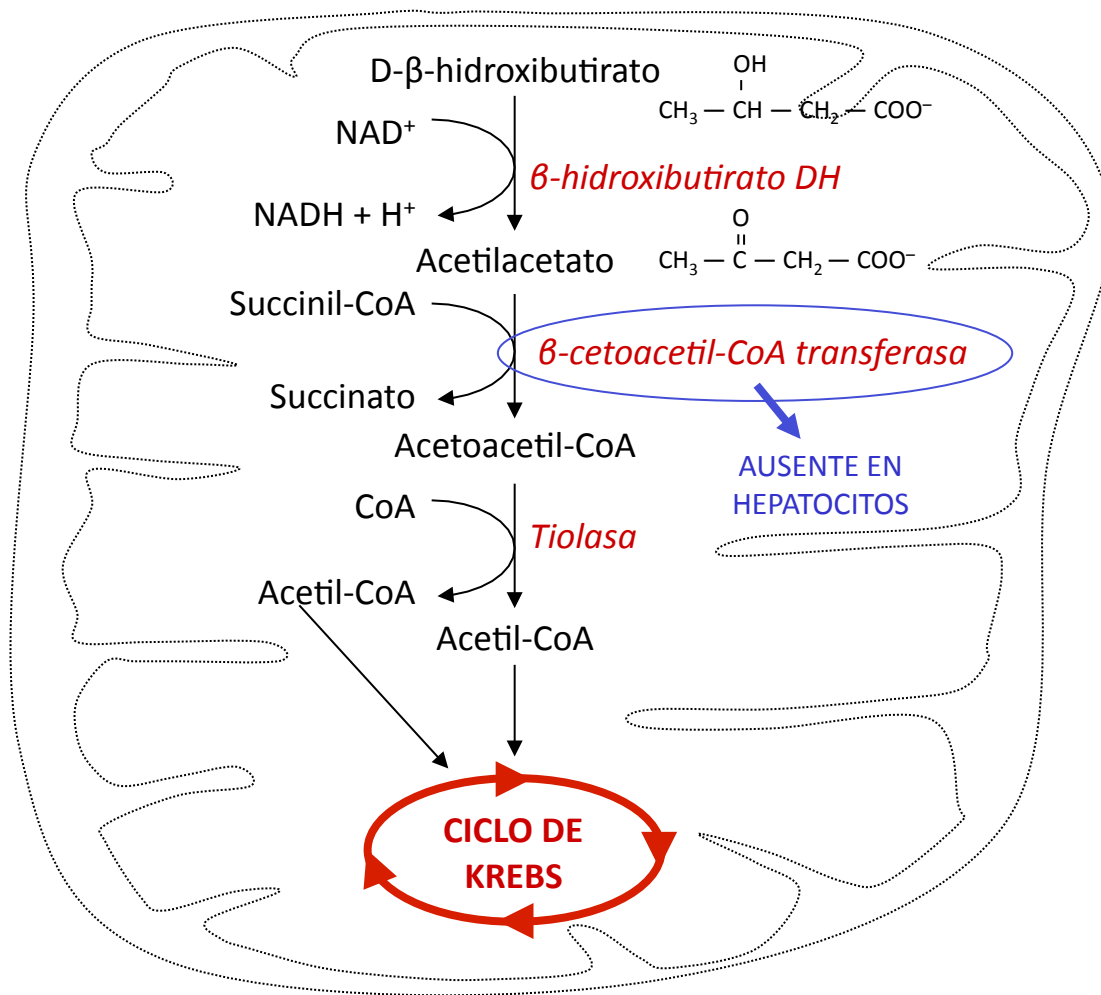 D-β-hidroxibutirato
OH
CH₃ — CH — CH₂ — COO⁻
NAD⁺
β-hidroxibutirato DH
NADH + H⁺
Acetilacetato
O
CH₃ — C — CH₂ — COO⁻
Succinil-CoA
β-cetoacetil-CoA transferasa
Succinato
Acetoacetil-CoA
AUSENTE EN
HEPATOCITOS
CoA
Tiolasa
Acetil-CoA
Acetil-CoA
CICLO DE
KREBS